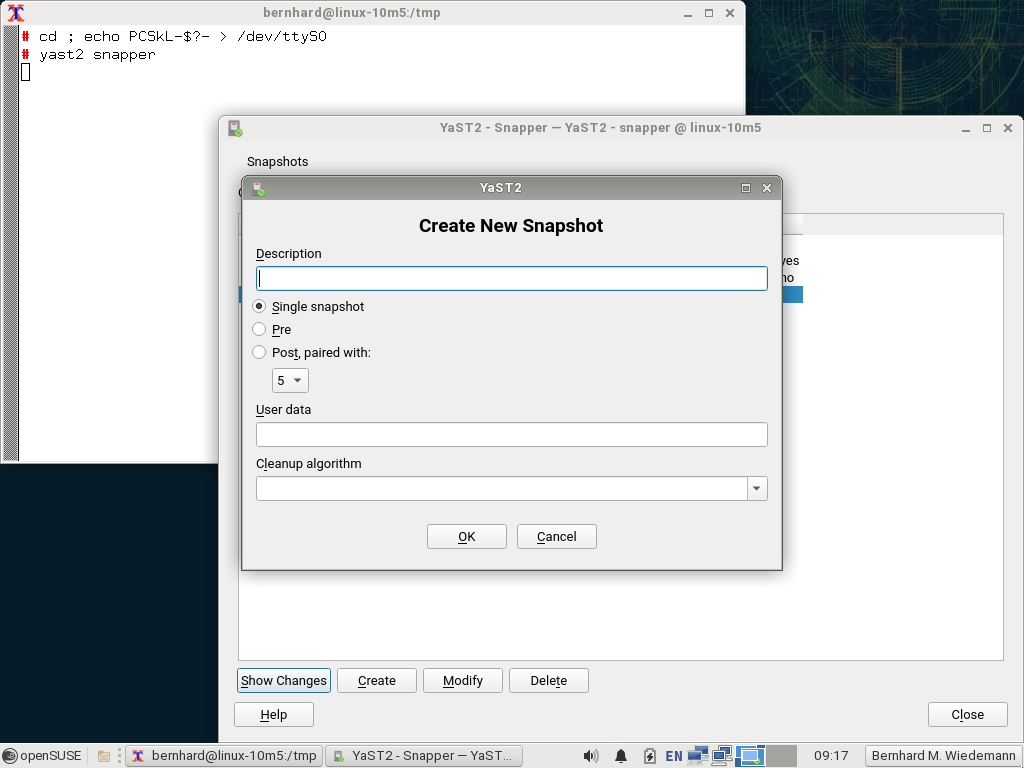 bernhard@linux-10m5:/tmp
# cd ; echo PCSkL-$?- > /dev/ttyS0
# yast2 snapper
YaST2 - Snapper — YaST2 - snapper @ linux-10m5
Snapshots
YaST2
Create New Snapshot
Description
yes
Single snapshot
no
Pre
Post, paired with:
5
User data
Cleanup algorithm
OK Cancel
Show Changes Create Modify Delete
Help Close
openSUSE bernhard@linux-10m5:/tmp YaST2 - Snapper — YaST... EN 09:17 Bernhard M. Wiedemann